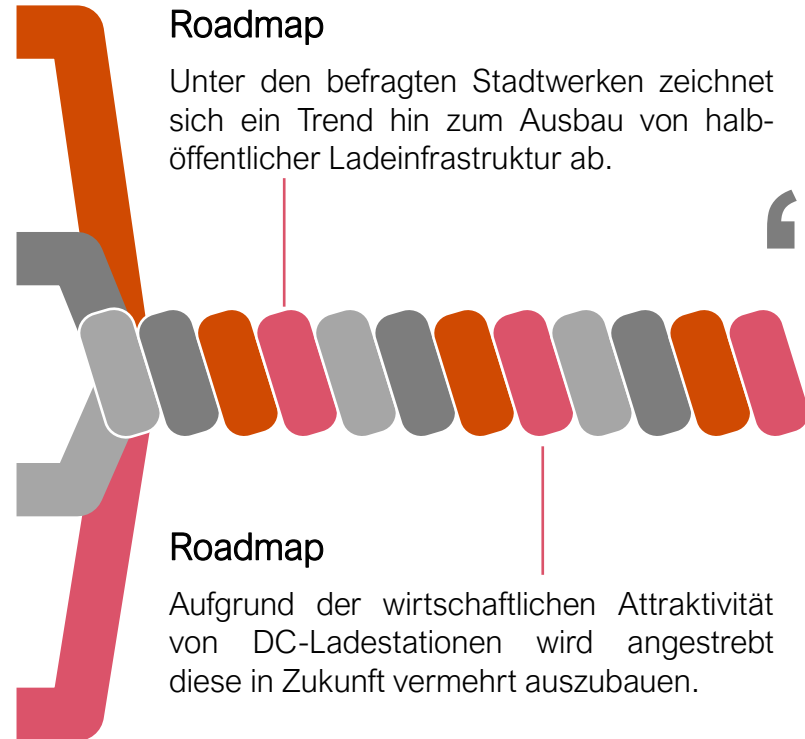 Roadmap
Unter den befragten Stadtwerken zeichnet
sich ein Trend hin zum Ausbau von halb-
öffentlicher Ladeinfrastruktur ab.
‘
Roadmap
Aufgrund der wirtschaftlichen Attraktivität
von DC-Ladestationen wird angestrebt
diese in Zukunft vermehrt auszubauen.